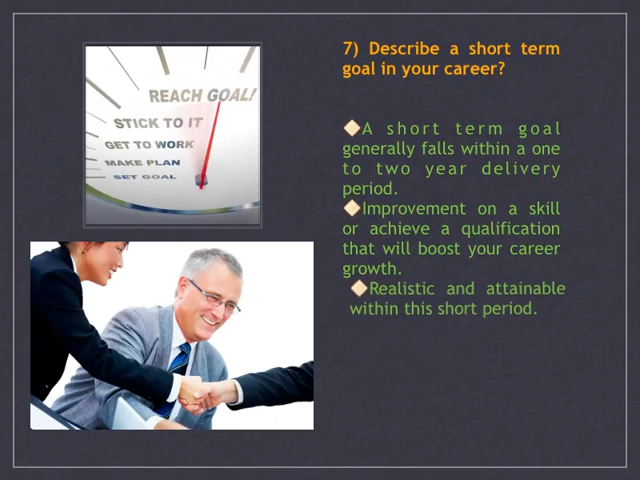 7) Describe a short term
goal in your career?
REACH GOAL!
STICK TO IT
GET TO WORK
MAKE PLAN
SET GOAL
A short term goal
generally falls within a one
to two year delivery
period.
Improvement on a skill
or achieve a qualification
that will boost your career
growth.
Realistic and attainable
within this short period.